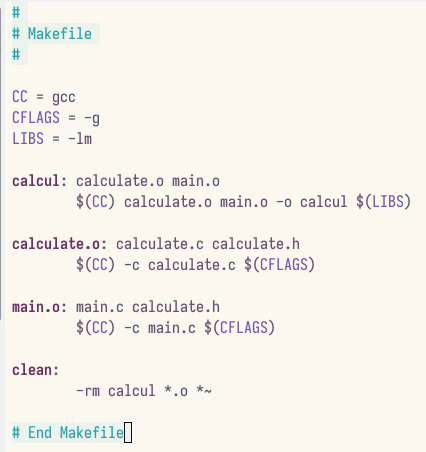 #
# Makefile
#
CC = gcc
CFLAGS = -g
LIBS = -lm
calcul: calculate.o main.o
$(CC) calculate.o main.o -o calcul $(LIBS)
calculate.o: calculate.c calculate.h
$(CC) -c calculate.c $(CFLAGS)
main.o: main.c calculate.h
$(CC) -c main.c $(CFLAGS)
clean:
-rm calcul *.o *~
# End Makefile